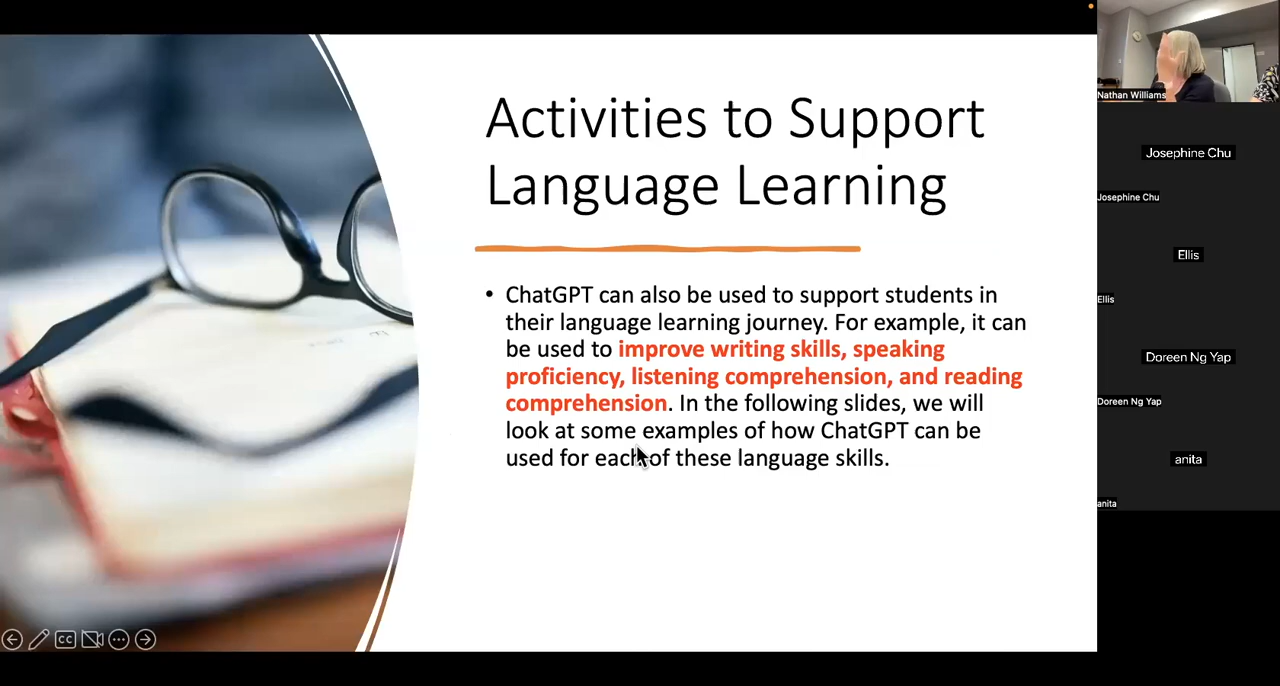 Activities to Support
Language Learning
• ChatGPT can also be used to support students in
their language learning journey. For example, it can
be used to improve writing skills, speaking
proficiency, listening comprehension, and reading
comprehension. In the following slides, we will
look at some examples of how ChatGPT can be
used for each of these language skills.
Nathan Williams
Josephine Chu
Josephine Chu
Ellis
Ellis
Doreen Ng Yap
Doreen Ng Yap
anita
anita
CC